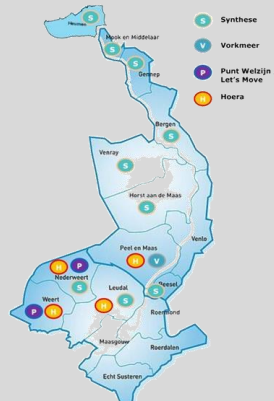 S Synthese
V Vorkmeer
P Punt Welzijn
Let's Move
H Hoera
Heumen
S
Mook en Middelaar
S
S
Gennep
Bergen
S
Venray
S
Horst aan de Maas
S
Venlo
Peel en Maas
H V
H P
Nederweert
S
Leudal
S
Beesel
S
Weert
P H
H
Roermond
Maasgouw
Roerdalen
Echt Susteren